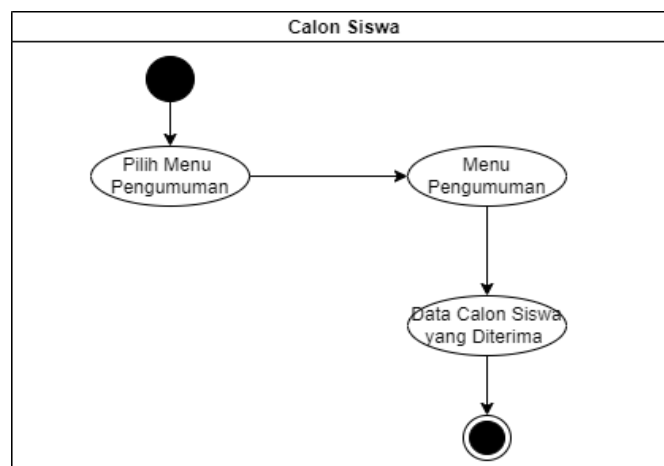 Calon Siswa
Pilih Menu
Pengumuman
Menu
Pengumuman
Data Calon Siswa
yang Diterima